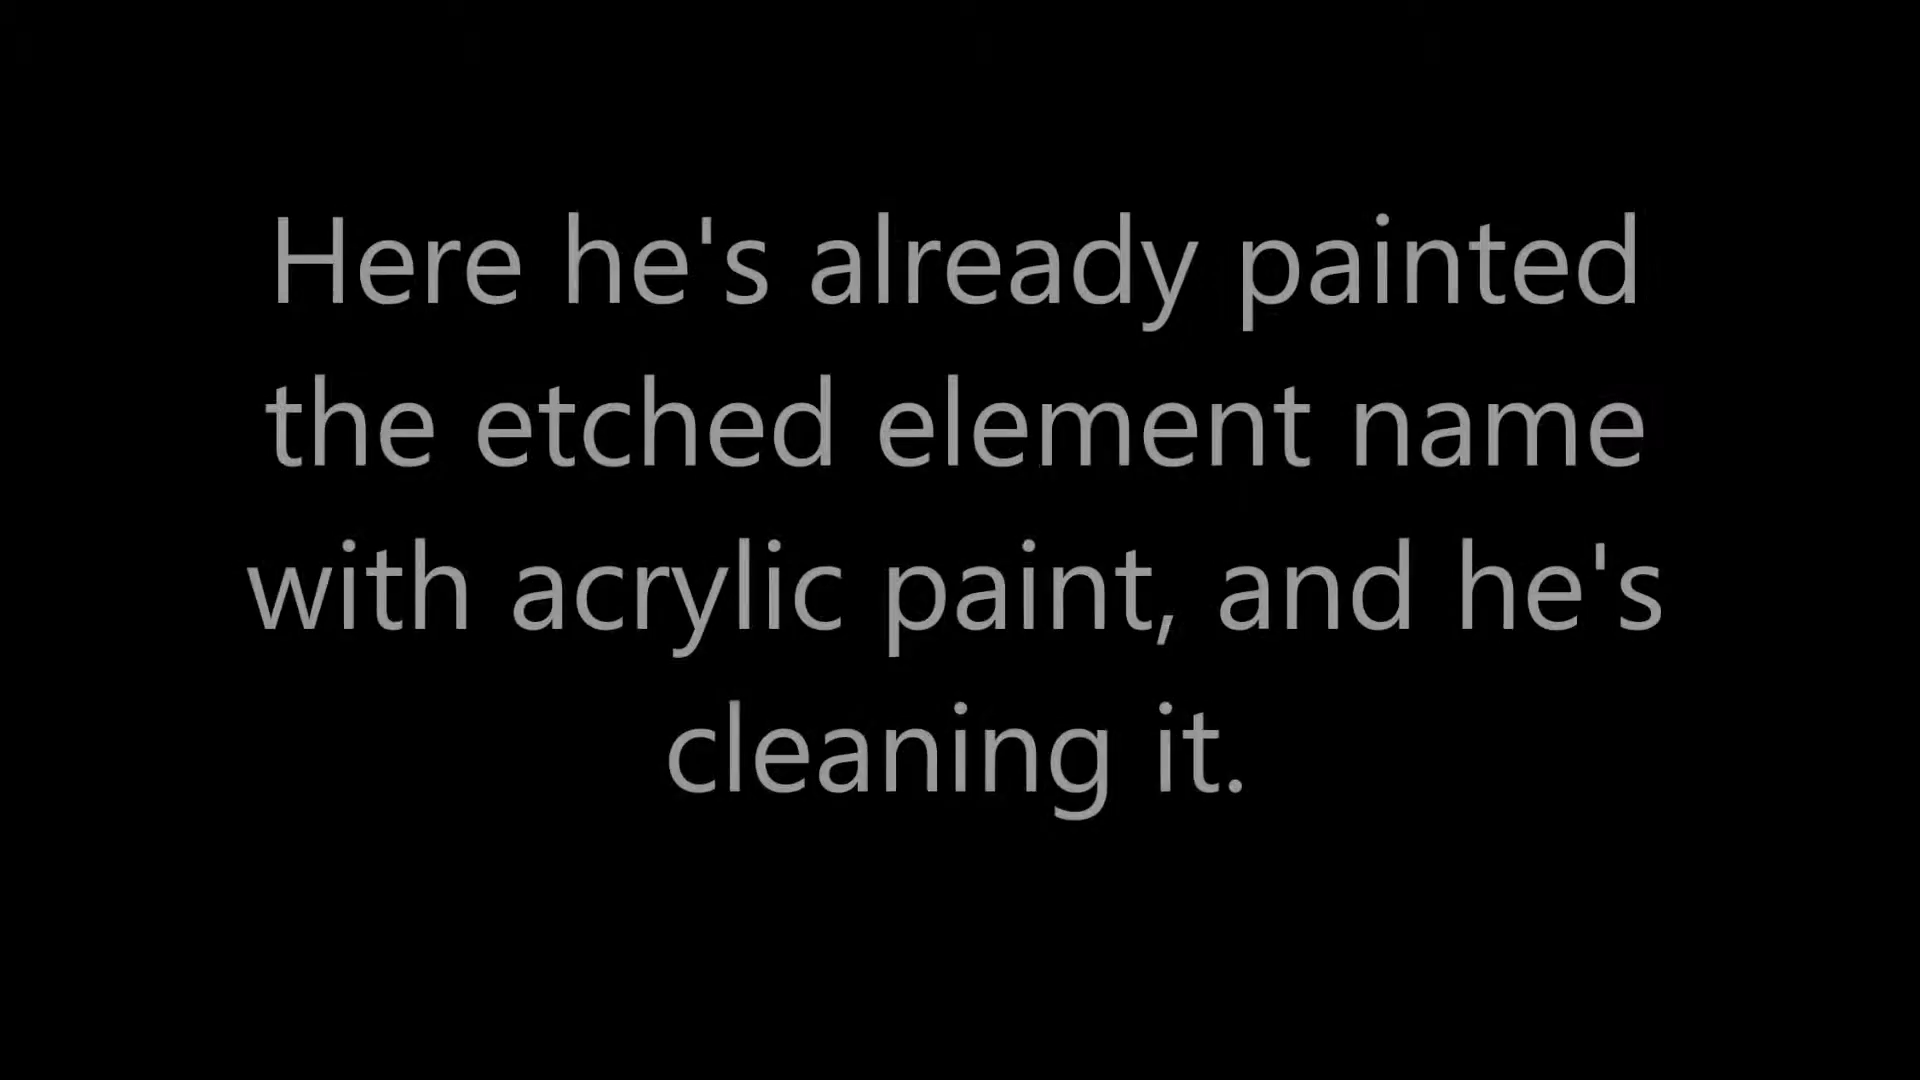 Here he's already painted
the etched element name
with acrylic paint, and he's
cleaning it.